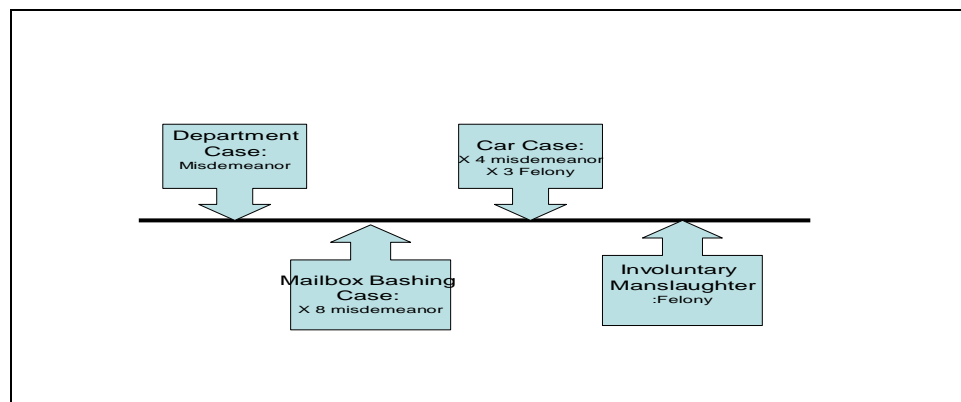 Department
Case:
Misdemeanor
Mailbox Bashing
Case:
X 8 misdemeanor
Car Case:
X 4 misdemeanor
X 3 Felony
Involuntary
Manslaughter
:Felony